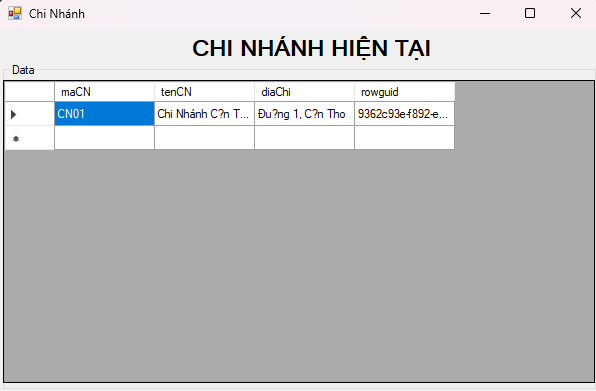 Chi Nhánh
CHI NHÁNH HIỆN TẠI
Data
maCN tenCN diaChi rowguid
CN01 Chi Nhánh C?n T... Đu?ng 1, C?n Tho 9362c93e-f892-e...